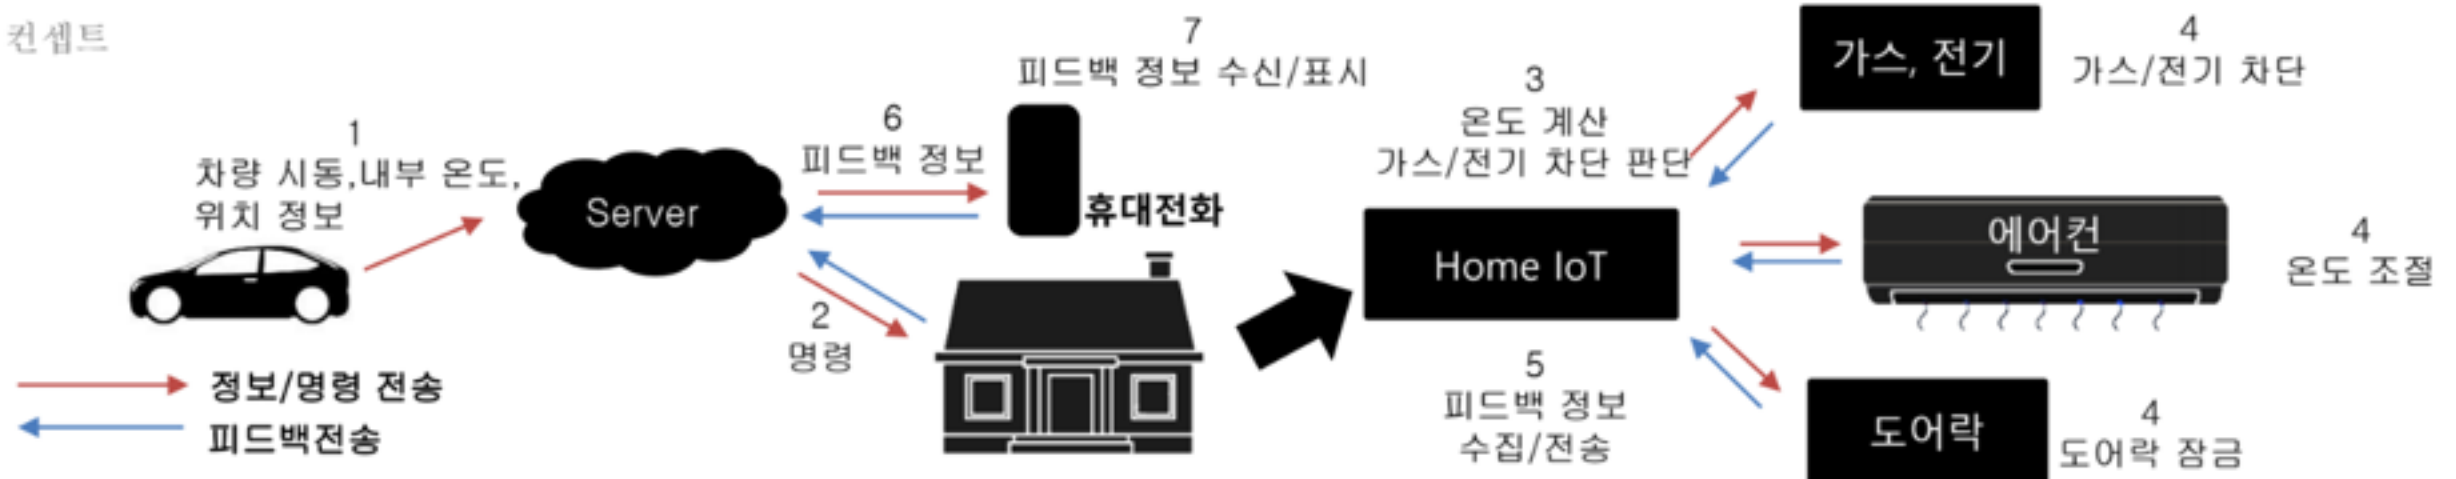 컨셉트
1
차량 시동,내부 온도,
위치 정보
Server
6
피드백 정보
7
피드백 정보 수신/표시
휴대전화
2
명령
정보/명령 전송
피드백전송
3
온도 계산
가스/전기 차단 판단
Home IoT
5
피드백 정보
수집/전송
가스, 전기
4
가스/전기 차단
에어컨
4
온도 조절
도어락
4
도어락 잠금